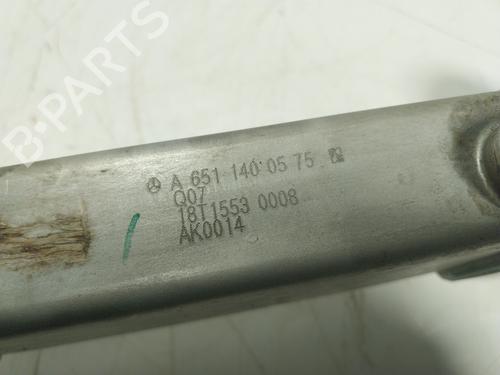 A 651 140 05 75
Q07
18T1553 0008
AK0014
B-PARTS